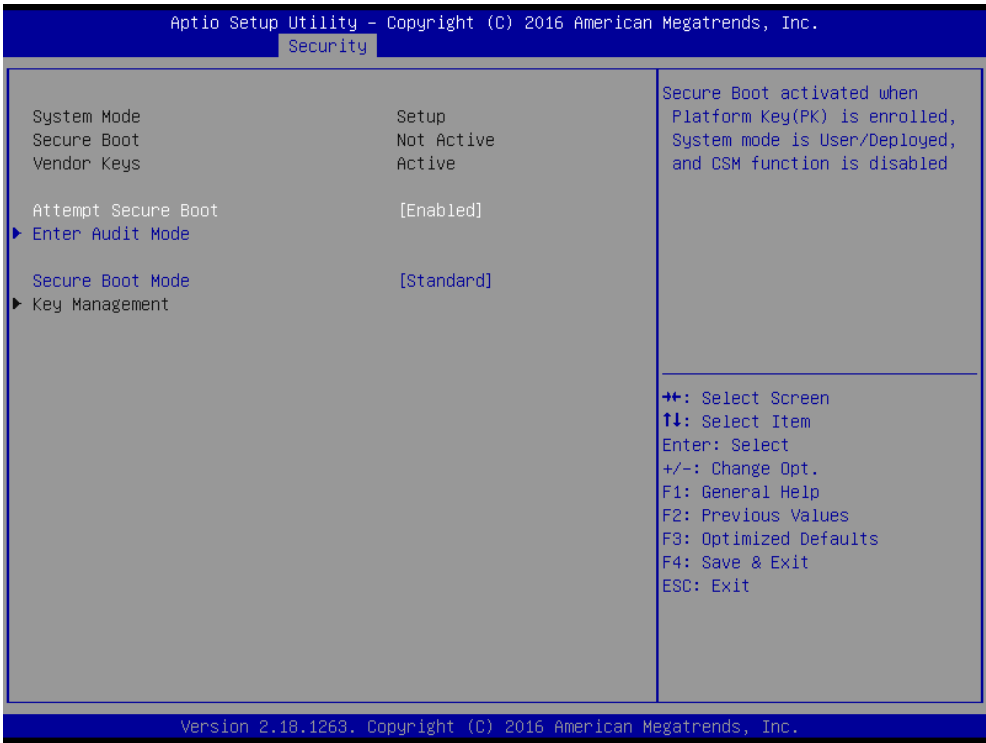 Aptio Setup Utility – Copyright (C) 2016 American Megatrends, Inc.
Security
System Mode Setup
Secure Boot Not Active
Vendor Keys Active
Attempt Secure Boot [Enabled]
Enter Audit Mode
Secure Boot Mode [Standard]
Key Management
Secure Boot activated when
Platform Key(PK) is enrolled,
System mode is User/Deployed,
and CSM function is disabled
→←: Select Screen
↑↓: Select Item
Enter: Select
+/-: Change Opt.
F1: General Help
F2: Previous Values
F3: Optimized Defaults
F4: Save & Exit
ESC: Exit
Version 2.18.1263. Copyright (C) 2016 American Megatrends, Inc.